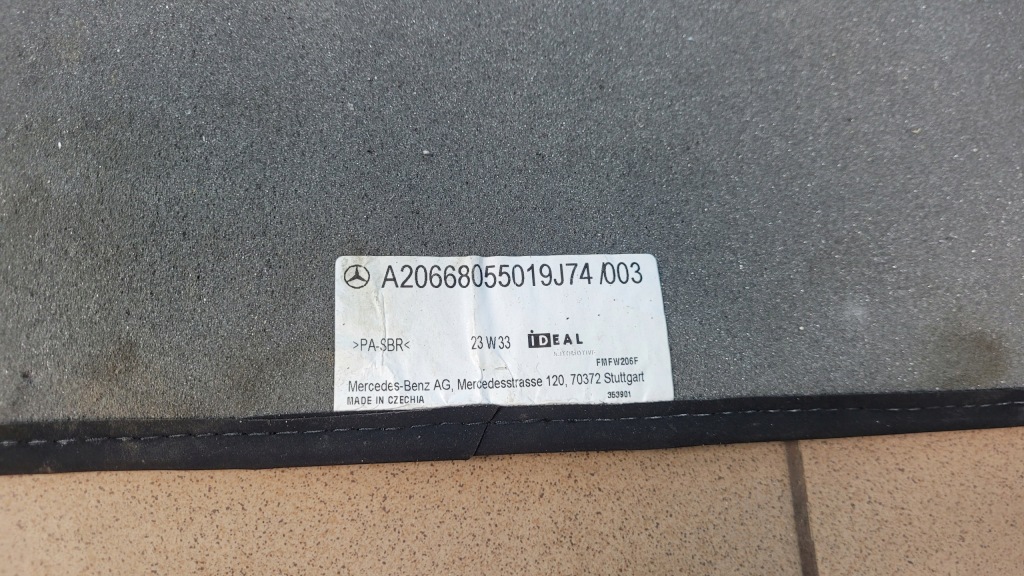 A20668055019J74 /003
>PA-SBR< 23 W 33 iDEAL
AUTOMOTIVE
FMFW206F
Mercedes-Benz AG, Mercedesstrasse 120, 70372 Stuttgart
MADE IN CZECHIA 353901